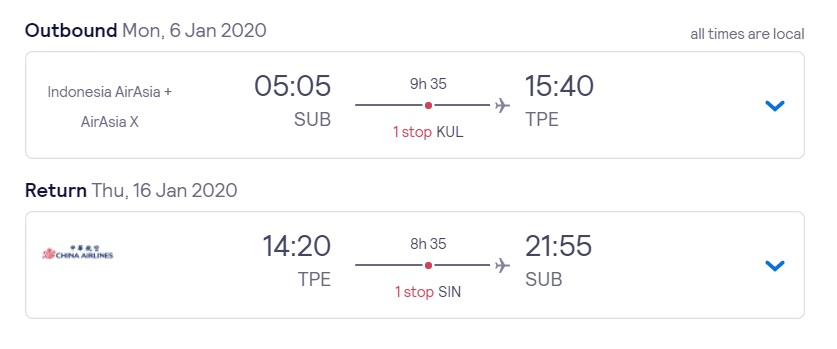 Outbound Mon, 6 Jan 2020
all times are local
Indonesia AirAsia +
AirAsia X
05:05
SUB
9h 35
1 stop KUL
15:40
TPE
Return Thu, 16 Jan 2020
中華航空
CHINA AIRLINES
14:20
TPE
8h 35
1 stop SIN
21:55
SUB